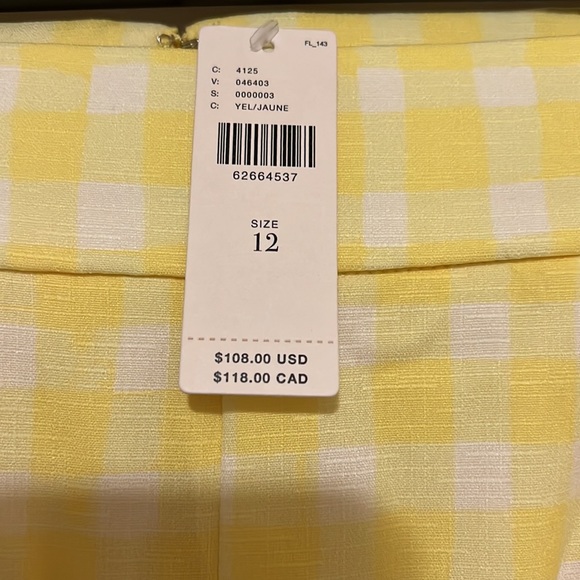 FL_143
C: 4125
V: 046403
S: 0000003
C: YEL/JAUNE
62664537
SIZE
12
$108.00 USD
$118.00 CAD